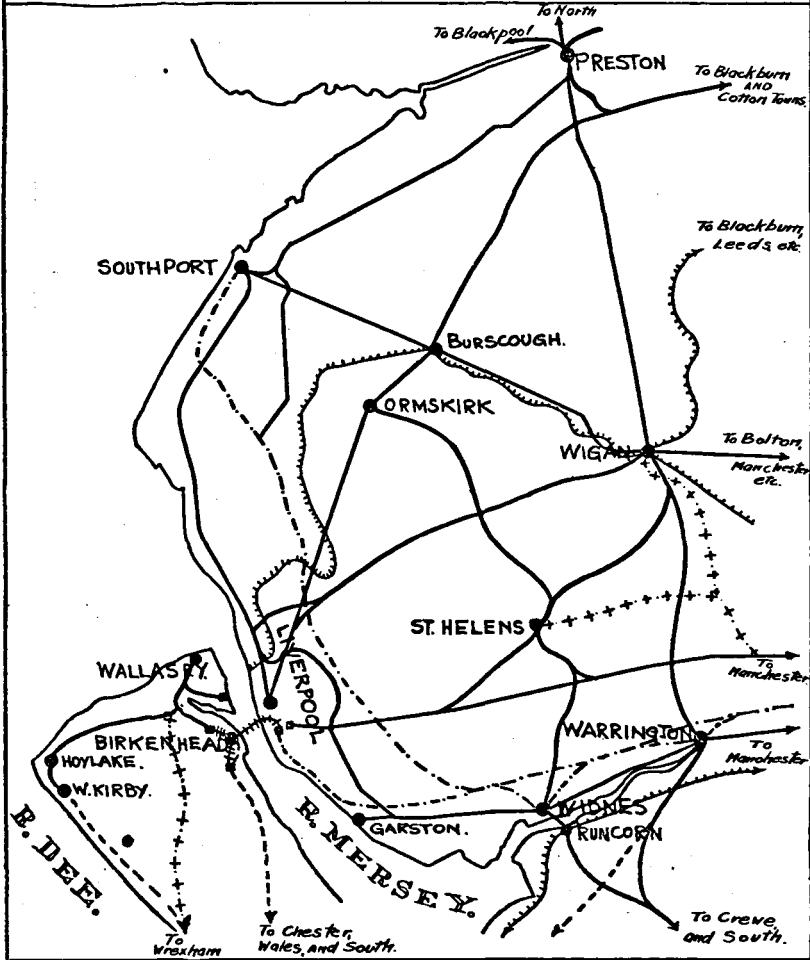 To North
To Blackpool
PRESTON
To Blackburn
AND
Cotton Towns.
To Blackburn,
Leeds, etc.
SOUTHPORT
BURSCOUGH.
ORMSKIRK
WIGAN
To Bolton,
Manchester
etc.
ST. HELENS
LIVERPOOL
To
Manchester
WALLASEY.
WARRINGTON
BIRKENHEAD
To
Manchester
HOYLAKE.
W.KIRBY.
WIDNES
GARSTON.
RUNCORN
R. DEE.
R. MERSEY.
To
Wrexham
To Chester,
Wales, and South.
To Crewe,
and South.